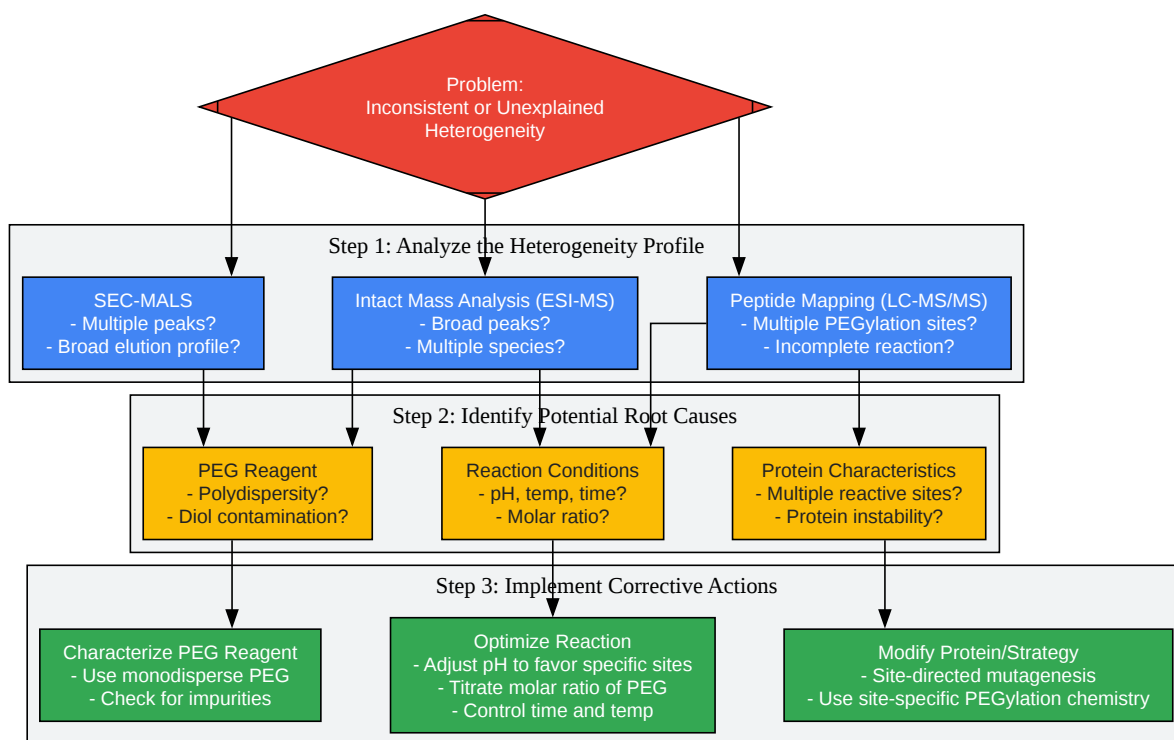 Problem:
Inconsistent or Unexplained
Heterogeneity
Step 1: Analyze the Heterogeneity Profile
SEC-MALS
- Multiple peaks?
- Broad elution profile?
Intact Mass Analysis (ESI-MS)
- Broad peaks?
- Multiple species?
Peptide Mapping (LC-MS/MS)
- Multiple PEGylation sites?
- Incomplete reaction?
Step 2: Identify Potential Root Causes
PEG Reagent
- Polydispersity?
- Diol contamination?
Reaction Conditions
- pH, temp, time?
- Molar ratio?
Protein Characteristics
- Multiple reactive sites?
- Protein instability?
Step 3: Implement Corrective Actions
Characterize PEG Reagent
- Use monodisperse PEG
- Check for impurities
Optimize Reaction
- Adjust pH to favor specific sites
- Titrate molar ratio of PEG
- Control time and temp
Modify Protein/Strategy
- Site-directed mutagenesis
- Use site-specific PEGylation chemistry